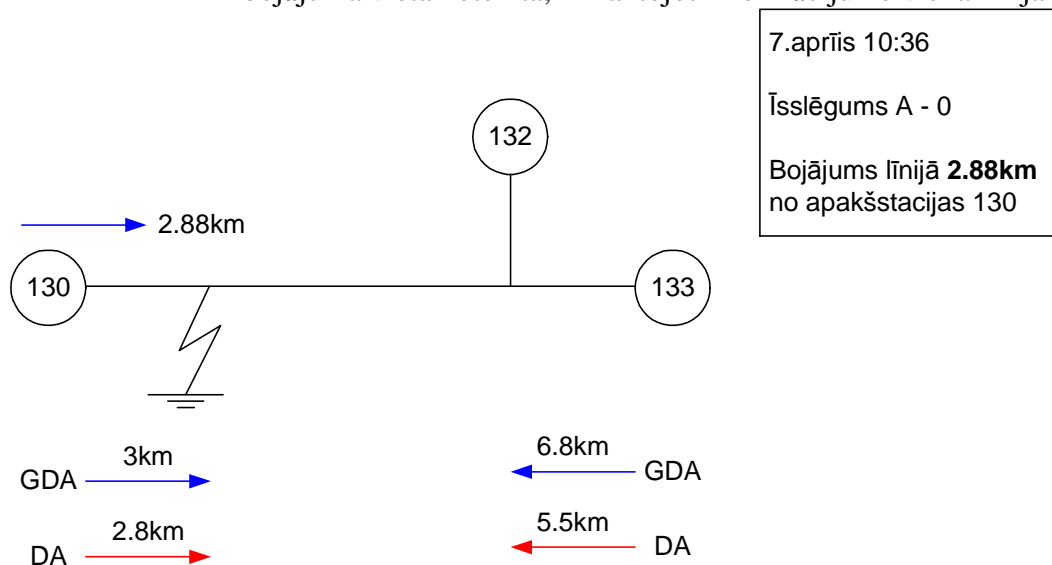 7.aprīis 10:36
Īsslēgums A - 0
Bojājums līnijā 2.88km
no apakšstacijas 130
132
2.88km
130
133
3km
GDA
6.8km
GDA
2.8km
DA
5.5km
DA